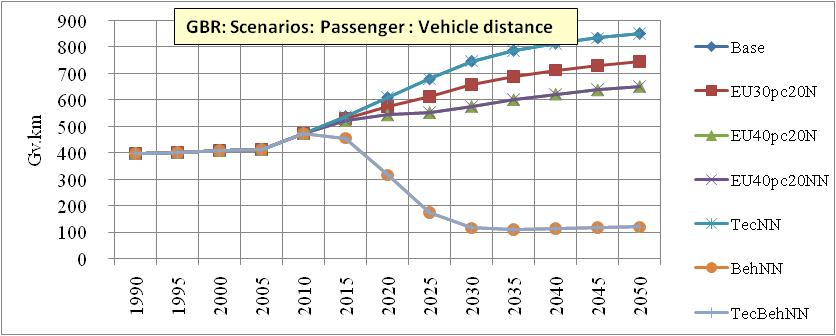 GBR: Scenarios: Passenger : Vehicle distance
900
800
700
600
500
400
300
200
100
0
Gv.km
1990
1995
2000
2005
2010
2015
2020
2025
2030
2035
2040
2045
2050
Base
EU30pc20N
EU40pc20N
EU40pc20NN
TecNN
BehNN
TecBehNN